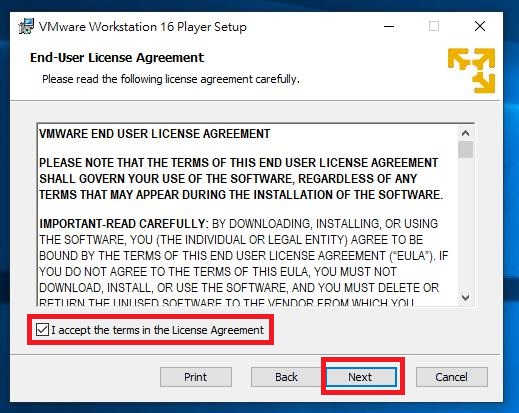 VMware Workstation 16 Player Setup
End-User License Agreement
Please read the following license agreement carefully.
VMWARE END USER LICENSE AGREEMENT
PLEASE NOTE THAT THE TERMS OF THIS END USER LICENSE AGREEMENT
SHALL GOVERN YOUR USE OF THE SOFTWARE, REGARDLESS OF ANY
TERMS THAT MAY APPEAR DURING THE INSTALLATION OF THE SOFTWARE.
IMPORTANT-READ CAREFULLY: BY DOWNLOADING, INSTALLING, OR USING
THE SOFTWARE, YOU (THE INDIVIDUAL OR LEGAL ENTITY) AGREE TO BE
BOUND BY THE TERMS OF THIS END USER LICENSE AGREEMENT (“EULA”). IF
YOU DO NOT AGREE TO THE TERMS OF THIS EULA, YOU MUST NOT
DOWNLOAD, INSTALL, OR USE THE SOFTWARE, AND YOU MUST DELETE OR
RETURN THE UNUSED SOFTWARE TO THE VENDOR FROM WHICH YOU
I accept the terms in the License Agreement
Print Back Next Cancel